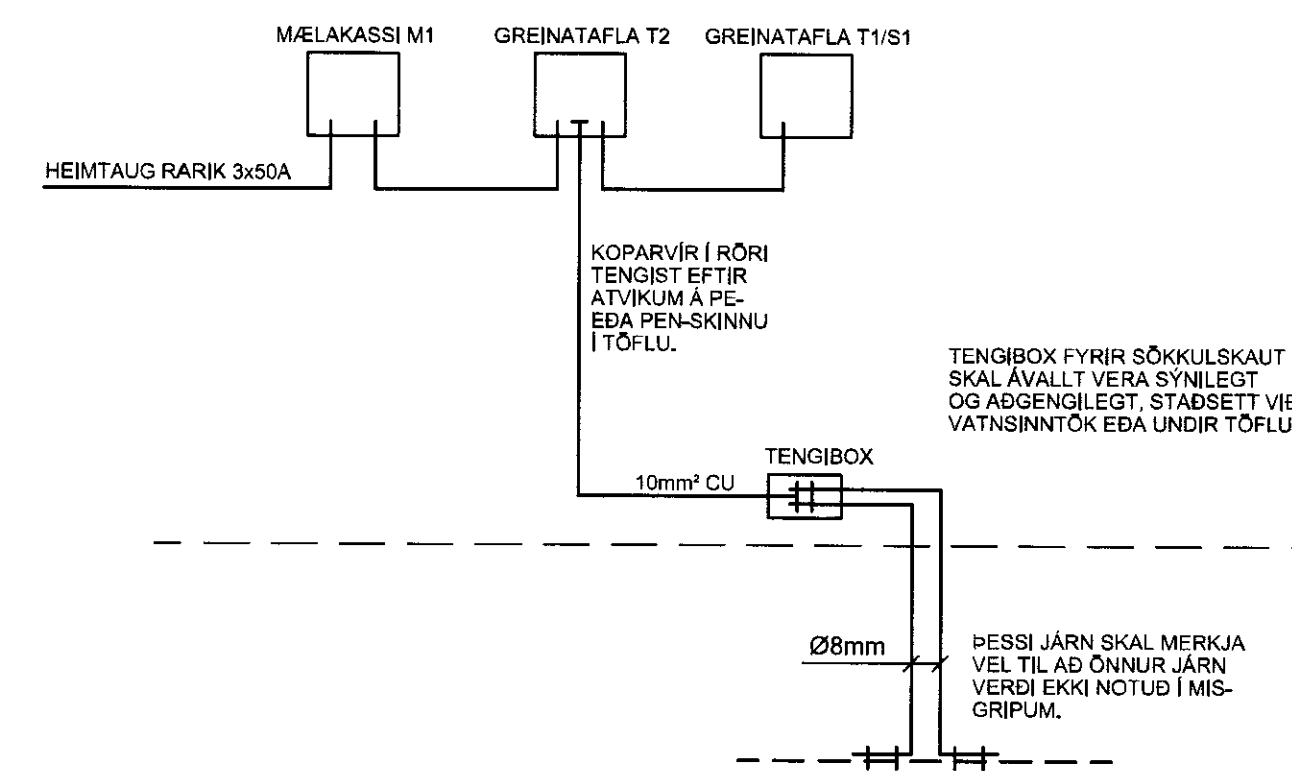 MÆLAKASSI M1
GREINATAFLA T2
GREINATAFLA T1/S1
HEIMTAUG RARIK 3x50A
KOPARVÍR Í RÖRI
TENGIST EFTIR
ATVIKUM Á PE-
EÐA PEN-SKINNU
Í TÖFLU.
TENGIBOX FYRIR SÖKKULSKAUT
SKAL ÁVALLT VERA SÝNILEGT
OG AÐGENGILEGT, STAÐSETT VIÐ
VATNSINNTÖK EÐA UNDIR TÖFLU
TENGIBOX
10mm² CU
Ø8mm
ÞESSI JÁRN SKAL MERKJA
VEL TIL AÐ ÖNNUR JÁRN
VERÐI EKKI NOTUÐ Í MIS-
GRIPUM.